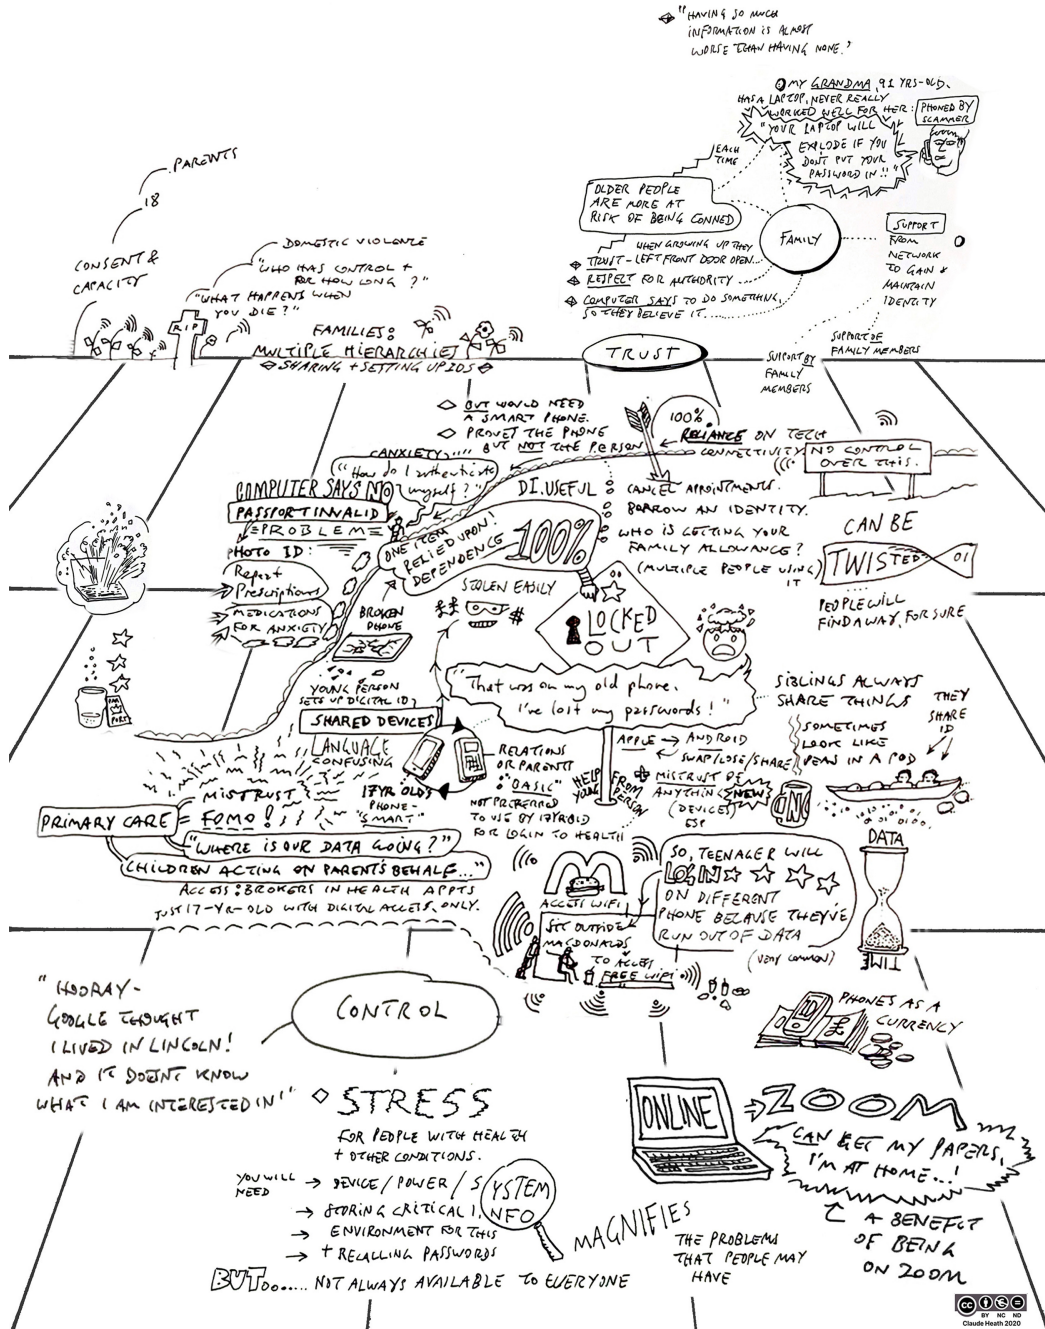 "HAVING SO MUCH
INFORMATION IS ALMOST
WORSE THAN HAVING NONE."
MY GRANDMA, 91 YRS-OLD.
HAS A LAPTOP, NEVER REALLY
WORKED WELL FOR HER:
PHONED BY
SCAMMER
"YOUR LAPTOP WILL
EXPLODE IF YOU
DON'T PUT YOUR
PASSWORD IN!!"
EACH
TIME
OLDER PEOPLE
ARE MORE AT
RISK OF BEING CONNED
FAMILY
WHEN GROWING UP THEY
TRUST - LEFT FRONT DOOR OPEN...
RESPECT FOR AUTHORITY
COMPUTER SAYS TO DO SOMETHING,
SO THEY BELIEVE IT...
SUPPORT
FROM
NETWORK
TO GAIN &
MAINTAIN
IDENTITY
SUPPORT OF
FAMILY MEMBERS
SUPPORT BY
FAMILY
MEMBERS
PARENTS
18
CONSENT &
CAPACITY
DOMESTIC VIOLENCE
"WHO HAS CONTROL +
FOR HOW LONG?"
"WHAT HAPPENS WHEN
YOU DIE?"
R.I.P
FAMILIES:
MULTIPLE HIERARCHIES
SHARING + SETTING UP IDS
TRUST
BUT WOULD NEED
A SMART PHONE.
PROVES THE PHONE
BUT NOT THE PERSON
100%
RELIANCE ON TECH
CONNECTIVITY
NO CONTROL
OVER THIS.
ANXIETY....
"How do I authenticate
myself?"
COMPUTER SAYS NO
PASSPORT INVALID
PROBLEM
PHOTO ID:
Repeat
Prescriptions
MEDICATIONS
FOR ANXIETY
ONE ITEM
RELIED UPON!
DEPENDENCE
100%
DI. USEFUL
STOLEN EASILY
BROKEN
PHONE
CANCEL APPOINTMENTS.
BORROW AN IDENTITY.
WHO IS GETTING YOUR
FAMILY ALLOWANCE?
(MULTIPLE PEOPLE USING)
IT
CAN BE
TWISTED 01
PEOPLE WILL
FIND A WAY, FOR SURE
LOCKED
OUT
"That was on my old phone.
I've lost my passwords!"
PASSPORT
YOUNG PERSON
SETS UP DIGITAL ID
SHARED DEVICES
LANGUAGE
CONFUSING
17 YR OLDS
PHONE -
"SMART"
RELATIONS
OR PARENTS
"BASIC"
NOT PREFERRED
TO USE BY 17 YR OLD
FOR LOGIN TO HEALTH
HELP FROM
YOUNG PERSON
APPLE → ANDROID
SWAP/LOSE/SHARE
+ MISTRUST OF
ANYTHING NEW
(DEVICES)
ESP
SIBLINGS ALWAYS
SHARE THINGS
SOMETIMES
LOOK LIKE
PEAS IN A POD
THEY
SHARE
ID
PRIMARY CARE =
MISTRUST
FOMO!
"WHERE IS OUR DATA GOING?"
CHILDREN ACTING ON PARENT'S BEHALF..."
ACCESS: BROKERS IN HEALTH APPTS
JUST 17-YR-OLD WITH DIGITAL ACCESS, ONLY.
ACCESS WIFI
SIT OUTSIDE
MACDONALDS
TO ACCESS
FREE WIFI
SO, TEENAGER WILL
LOG IN
ON DIFFERENT
PHONE BECAUSE THEY'VE
RUN OUT OF DATA
(VERY COMMON)
DATA
TIME
"HOORAY -
GOOGLE THOUGHT
I LIVED IN LINCOLN!
AND IT DOESN'T KNOW
WHAT I AM INTERESTED IN!"
CONTROL
PHONES AS A
CURRENCY
ID
£
STRESS
FOR PEOPLE WITH HEALTH
+ OTHER CONDITIONS.
YOU WILL
NEED
→ DEVICE / POWER / SYSTEM
→ STORING CRITICAL INFO
→ ENVIRONMENT FOR THIS
→ + RECALLING PASSWORDS
BUT....... NOT ALWAYS AVAILABLE TO EVERYONE
MAGNIFIES
THE PROBLEMS
THAT PEOPLE MAY
HAVE
ONLINE
ZOOM
CAN GET MY PAPERS,
I'M AT HOME...!
A BENEFIT
OF BEING
ON ZOOM
CC BY NC ND
Claude Heath 2020